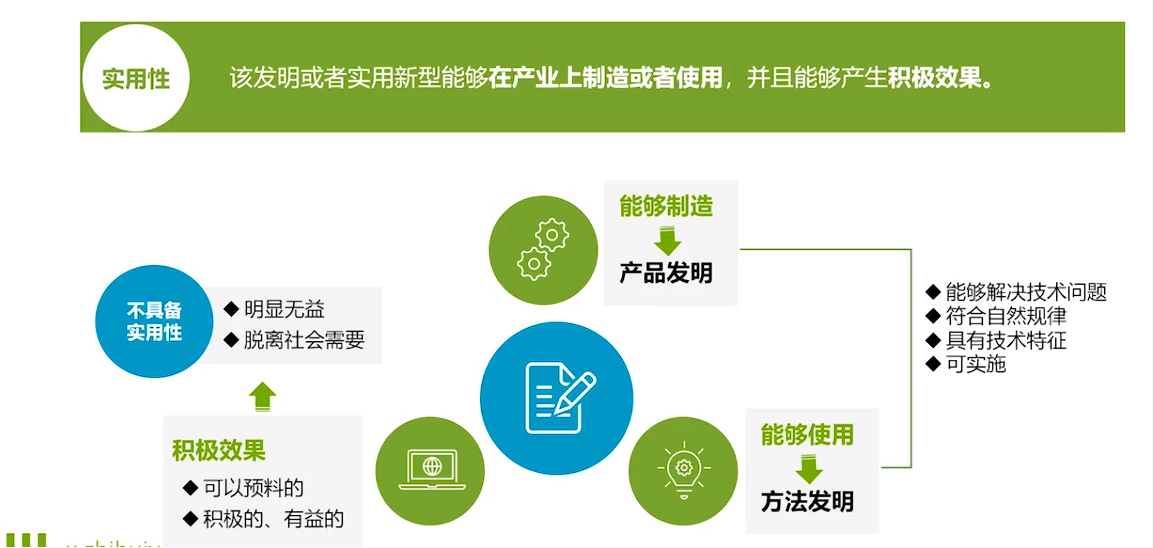 实用性
该发明或者实用新型能够在产业上制造或者使用，并且能够产生积极效果。
能够制造
产品发明
◆ 能够解决技术问题
◆ 符合自然规律
◆ 具有技术特征
◆ 可实施
不具备
实用性
◆ 明显无益
◆ 脱离社会需要
积极效果
◆ 可以预料的
◆ 积极的、有益的
能够使用
方法发明